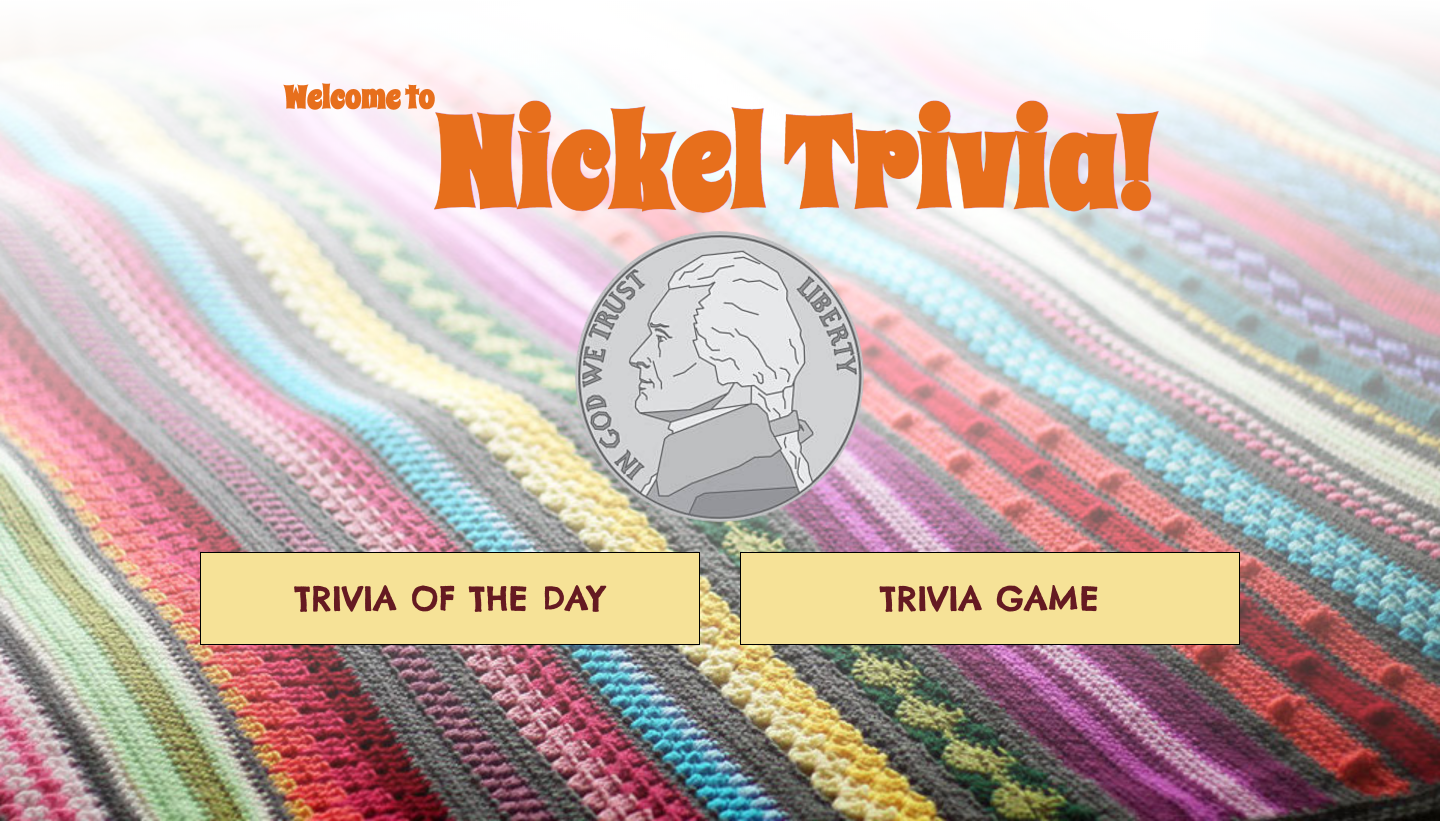 Welcome to
Nickel Trivia!
IN GOD WE TRUST
LIBERTY
TRIVIA OF THE DAY
TRIVIA GAME